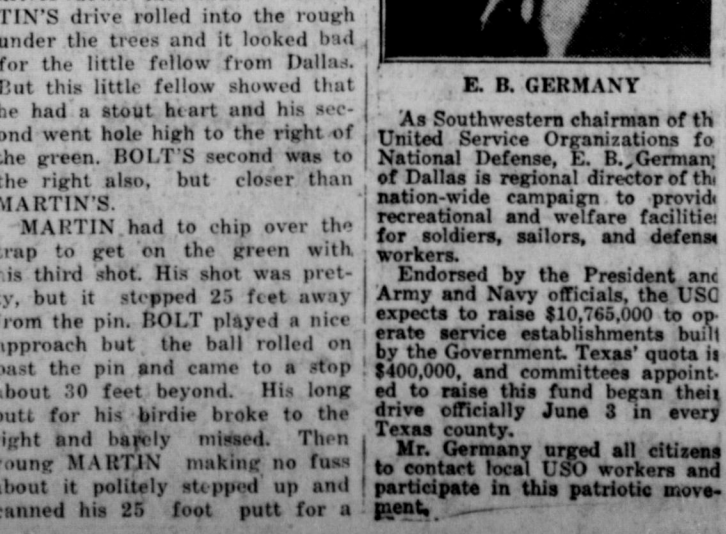 TIN'S drive rolled into the rough
under the trees and it looked bad
for the little fellow from Dallas.
But this little fellow showed that
he had a stout heart and his sec-
ond went hole high to the right of
the green. BOLT'S second was to
the right also, but closer than
MARTIN'S.
MARTIN had to chip over the
trap to get on the green with
his third shot. His shot was pret-
ty, but it stopped 25 feet away
from the pin. BOLT played a nice
approach but the ball rolled on
past the pin and came to a stop
about 30 feet beyond. His long
putt for his birdie broke to the
right and barely missed. Then
young MARTIN making no fuss
about it politely stepped up and
canned his 25 foot putt for a
E. B. GERMANY
As Southwestern chairman of th
United Service Organizations fo
National Defense, E. B. German
of Dallas is regional director of th
nation-wide campaign to provid
recreational and welfare facilitie
for soldiers, sailors, and defens
workers.
Endorsed by the President and
Army and Navy officials, the USO
expects to raise $10,765,000 to op-
erate service establishments built
by the Government. Texas' quota is
$400,000, and committees appoint-
ed to raise this fund began their
drive officially June 3 in every
Texas county.
Mr. Germany urged all citizens
to contact local USO workers and
participate in this patriotic move-
ment.